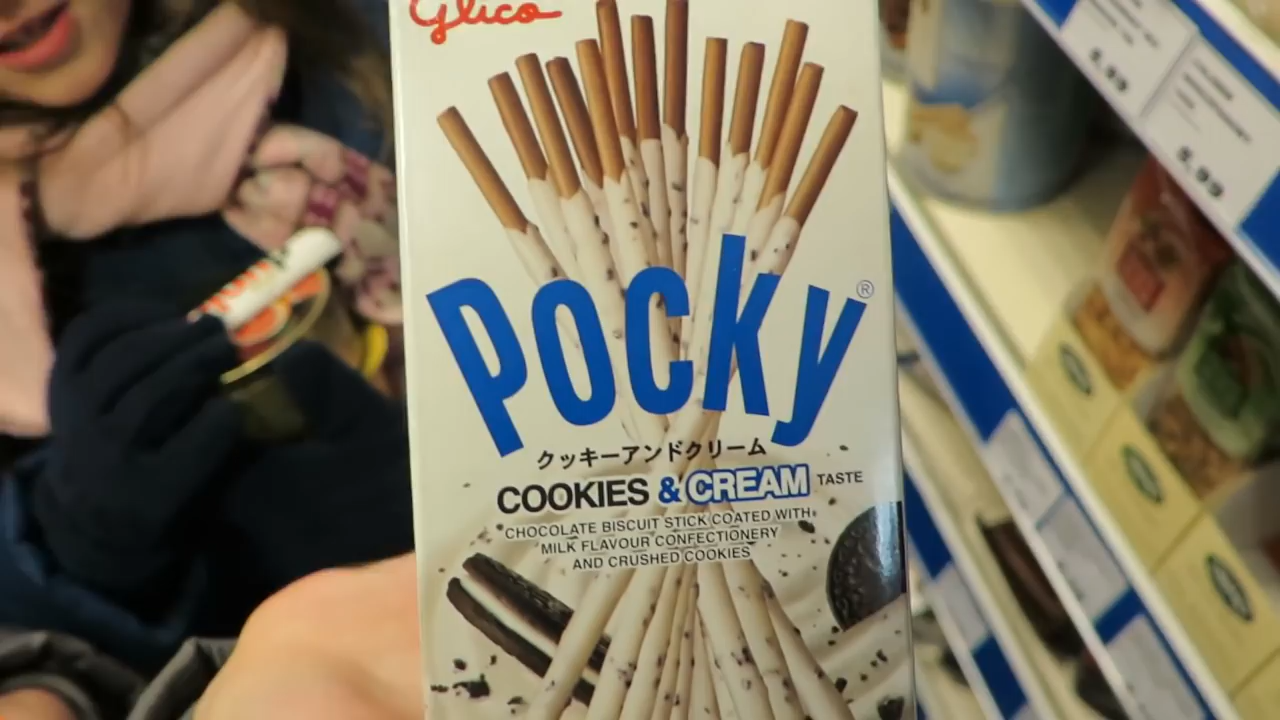 Glico
Pocky®
クッキーアンドクリーム
COOKIES & CREAM TASTE
CHOCOLATE BISCUIT STICK COATED WITH
MILK FLAVOUR CONFECTIONERY
AND CRUSHED COOKIES